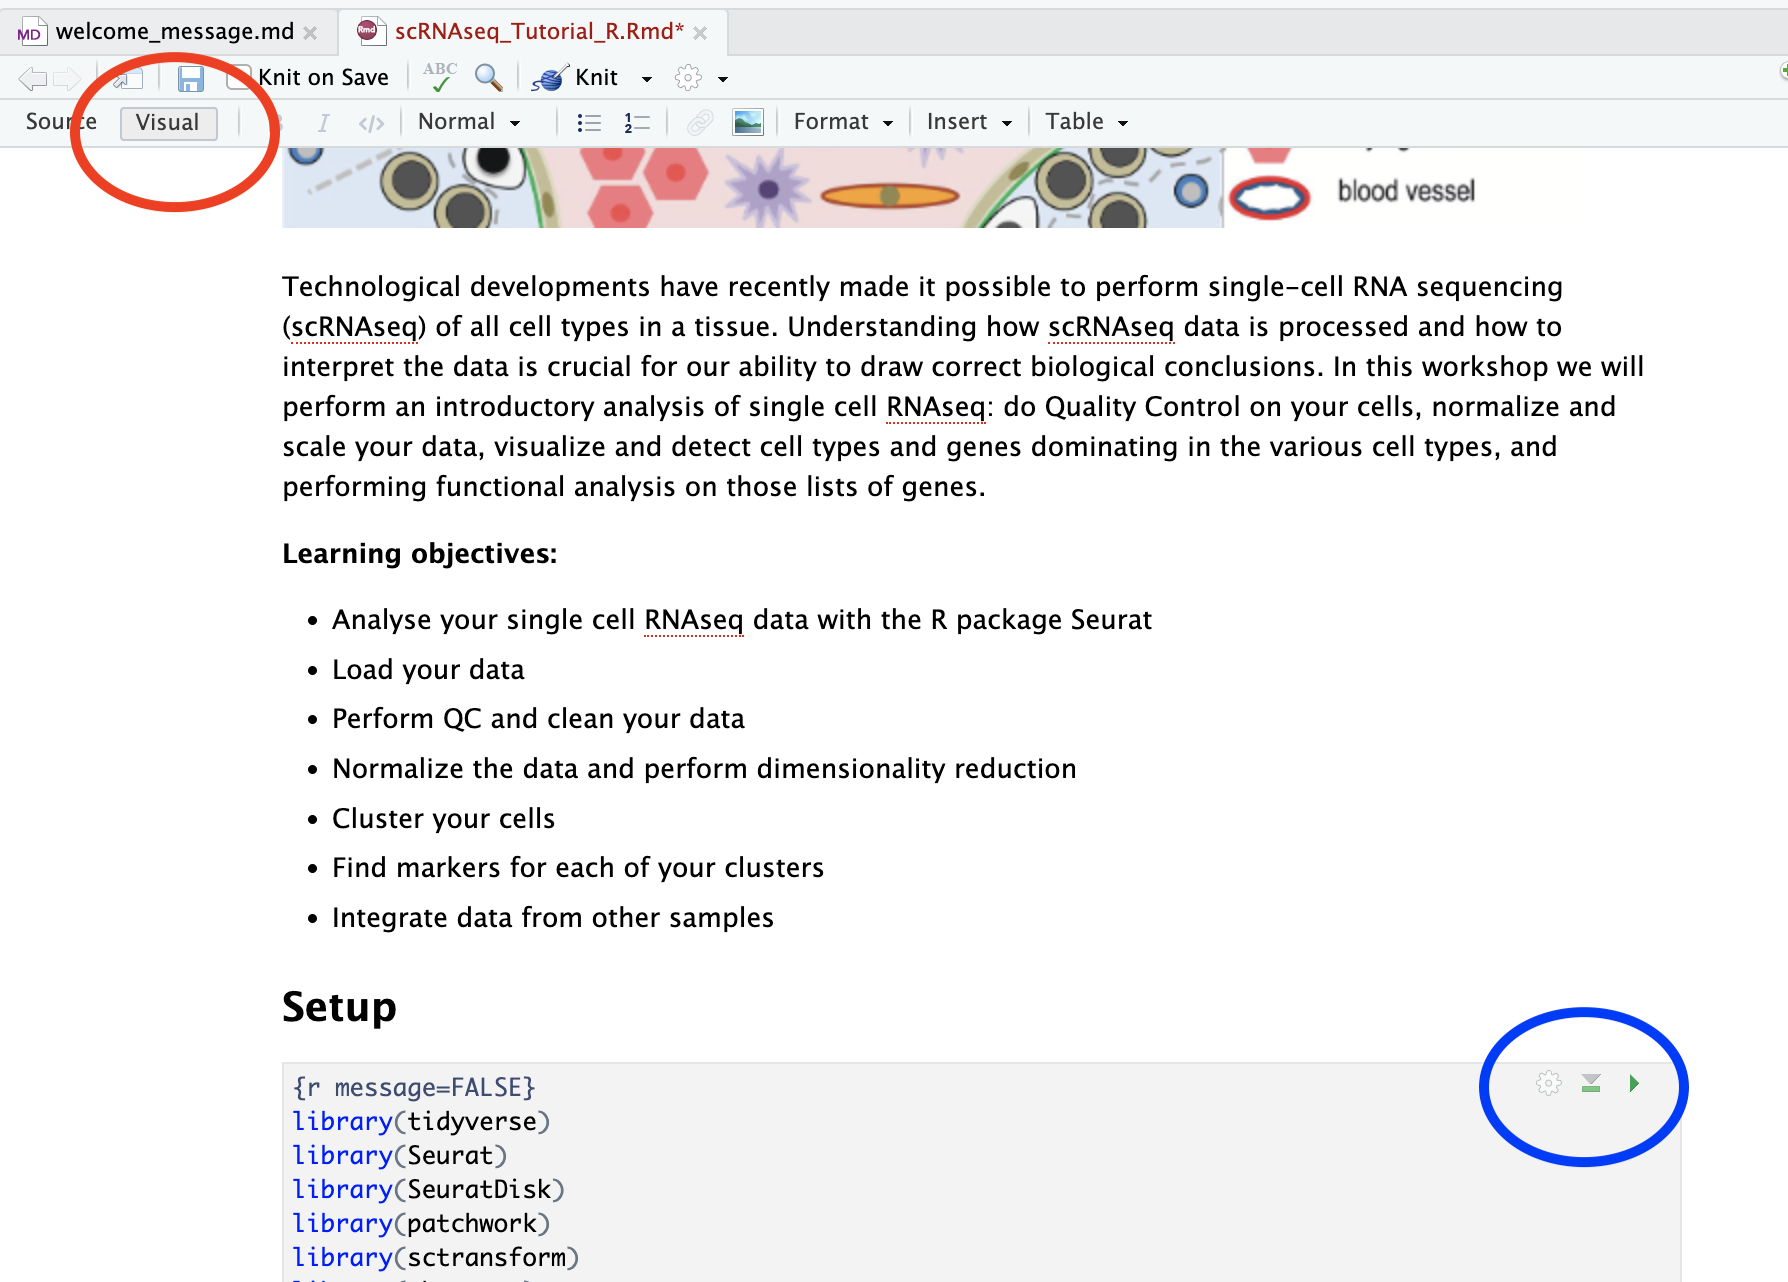 MD welcome_message.md
Rmd scRNAseq_Tutorial_R.Rmd*
Knit on Save ABC Knit
Source Visual I </> Normal Format Insert Table
blood vessel
Technological developments have recently made it possible to perform single-cell RNA sequencing
(scRNAseq) of all cell types in a tissue. Understanding how scRNAseq data is processed and how to
interpret the data is crucial for our ability to draw correct biological conclusions. In this workshop we will
perform an introductory analysis of single cell RNAseq: do Quality Control on your cells, normalize and
scale your data, visualize and detect cell types and genes dominating in the various cell types, and
performing functional analysis on those lists of genes.
Learning objectives:
• Analyse your single cell RNAseq data with the R package Seurat
• Load your data
• Perform QC and clean your data
• Normalize the data and perform dimensionality reduction
• Cluster your cells
• Find markers for each of your clusters
• Integrate data from other samples
Setup
{r message=FALSE}
library(tidyverse)
library(Seurat)
library(SeuratDisk)
library(patchwork)
library(sctransform)